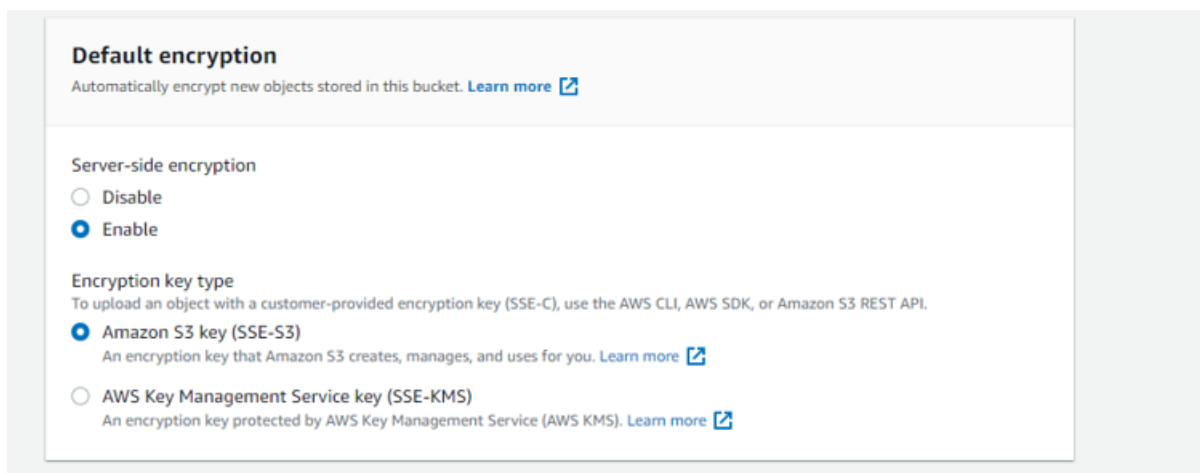 Default encryption
Automatically encrypt new objects stored in this bucket. Learn more
Server-side encryption
Disable
Enable
Encryption key type
To upload an object with a customer-provided encryption key (SSE-C), use the AWS CLI, AWS SDK, or Amazon S3 REST API.
Amazon S3 key (SSE-S3)
An encryption key that Amazon S3 creates, manages, and uses for you. Learn more
AWS Key Management Service key (SSE-KMS)
An encryption key protected by AWS Key Management Service (AWS KMS). Learn more